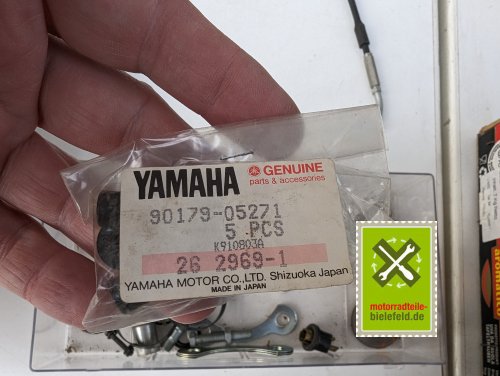 YAMAHA
GENUINE
parts & accessories
90179-05271
5 PCS
K910803A
26 2969-1
YAMAHA MOTOR CO.,LTD. Shizuoka Japan
MADE IN JAPAN
motorradteile-
bielefeld.de